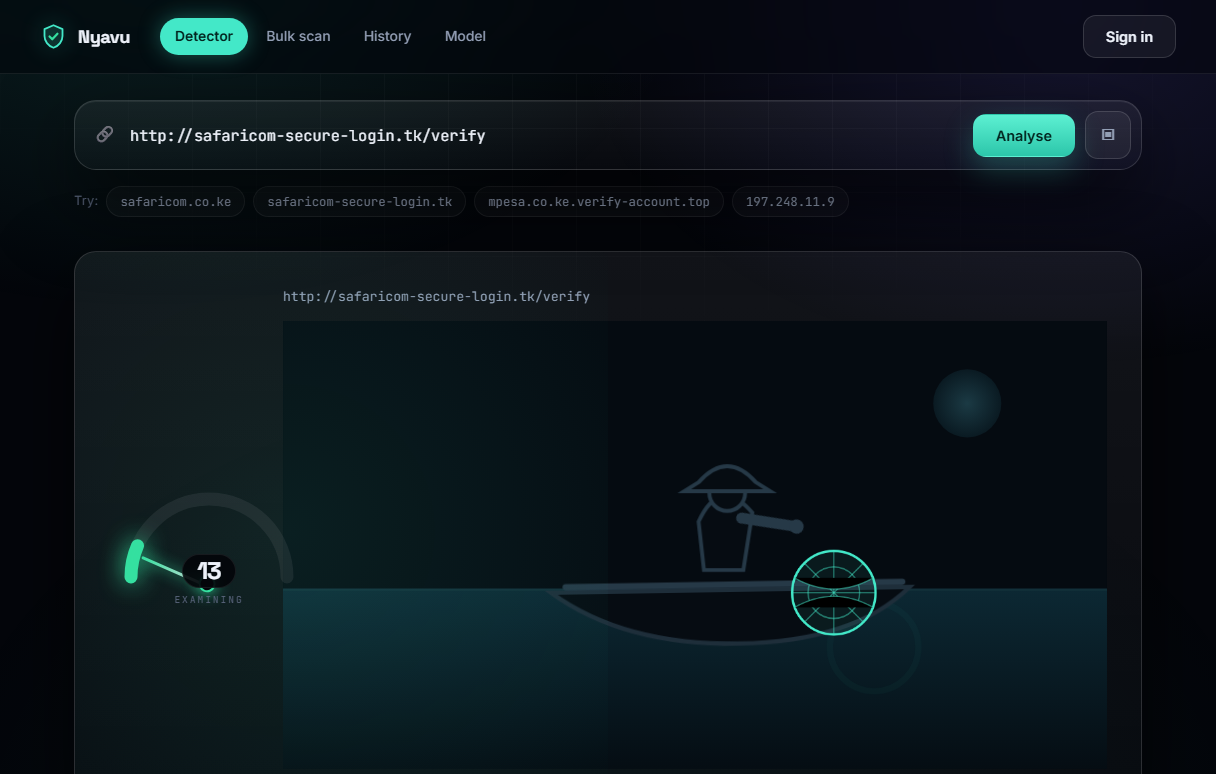 Nyavu
Detector
Bulk scan
History
Model
Sign in
http://safaricom-secure-login.tk/verify
Analyse
Try:
safaricom.co.ke
safaricom-secure-login.tk
mpesa.co.ke.verify-account.top
197.248.11.9
http://safaricom-secure-login.tk/verify
13
EXAMINING